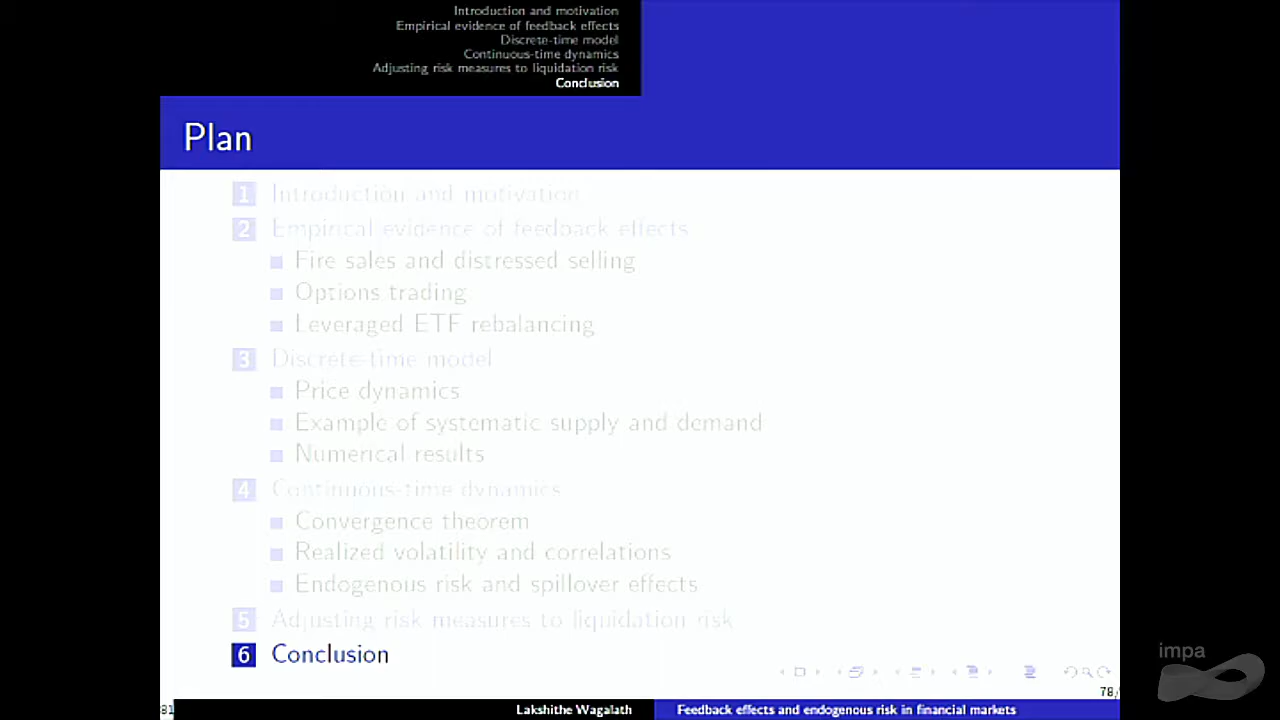 Introduction and motivation
Empirical evidence of feedback effects
Discrete-time model
Continuous-time dynamics
Adjusting risk measures to liquidation risk
Conclusion
Plan
1 Introduction and motivation
2 Empirical evidence of feedback effects
Fire sales and distressed selling
Options trading
Leveraged ETF rebalancing
3 Discrete-time model
Price dynamics
Example of systematic supply and demand
Numerical results
4 Continuous-time dynamics
Convergence theorem
Realized volatility and correlations
Endogenous risk and spillover effects
5 Adjusting risk measures to liquidation risk
6 Conclusion
impa
78/
81
Lakshithe Wagalath
Feedback effects and endogenous risk in financial markets